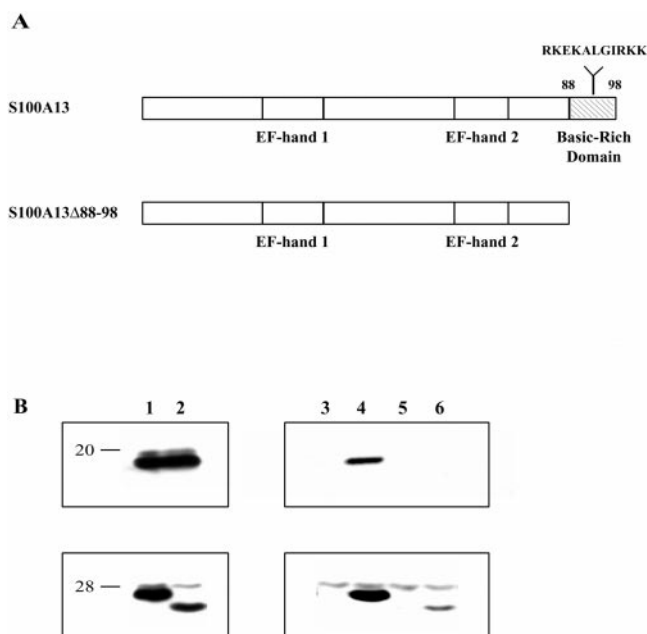 A
RKEKALGIRKK
88 98
S100A13
EF-hand 1 EF-hand 2 Basic-Rich
Domain
S100A13Δ88-98
EF-hand 1 EF-hand 2
B
1 2 3 4 5 6
20
28